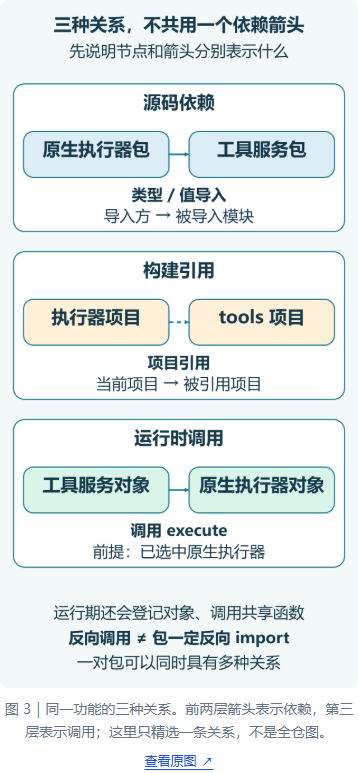 三种关系，不共用一个依赖箭头
先说明节点和箭头分别表示什么
源码依赖
原生执行器包
工具服务包
类型 / 值导入
导入方 → 被导入模块
构建引用
执行器项目
tools 项目
项目引用
当前项目 → 被引用项目
运行时调用
工具服务对象
原生执行器对象
调用 execute
前提：已选中原生执行器
运行期还会登记对象、调用共享函数
反向调用 ≠ 包一定反向 import
一对包可以同时具有多种关系
图 3｜同一功能的三种关系。前两层箭头表示依赖，第三
层表示调用；这里只精选一条关系，不是全仓图。
查看原图 ↗